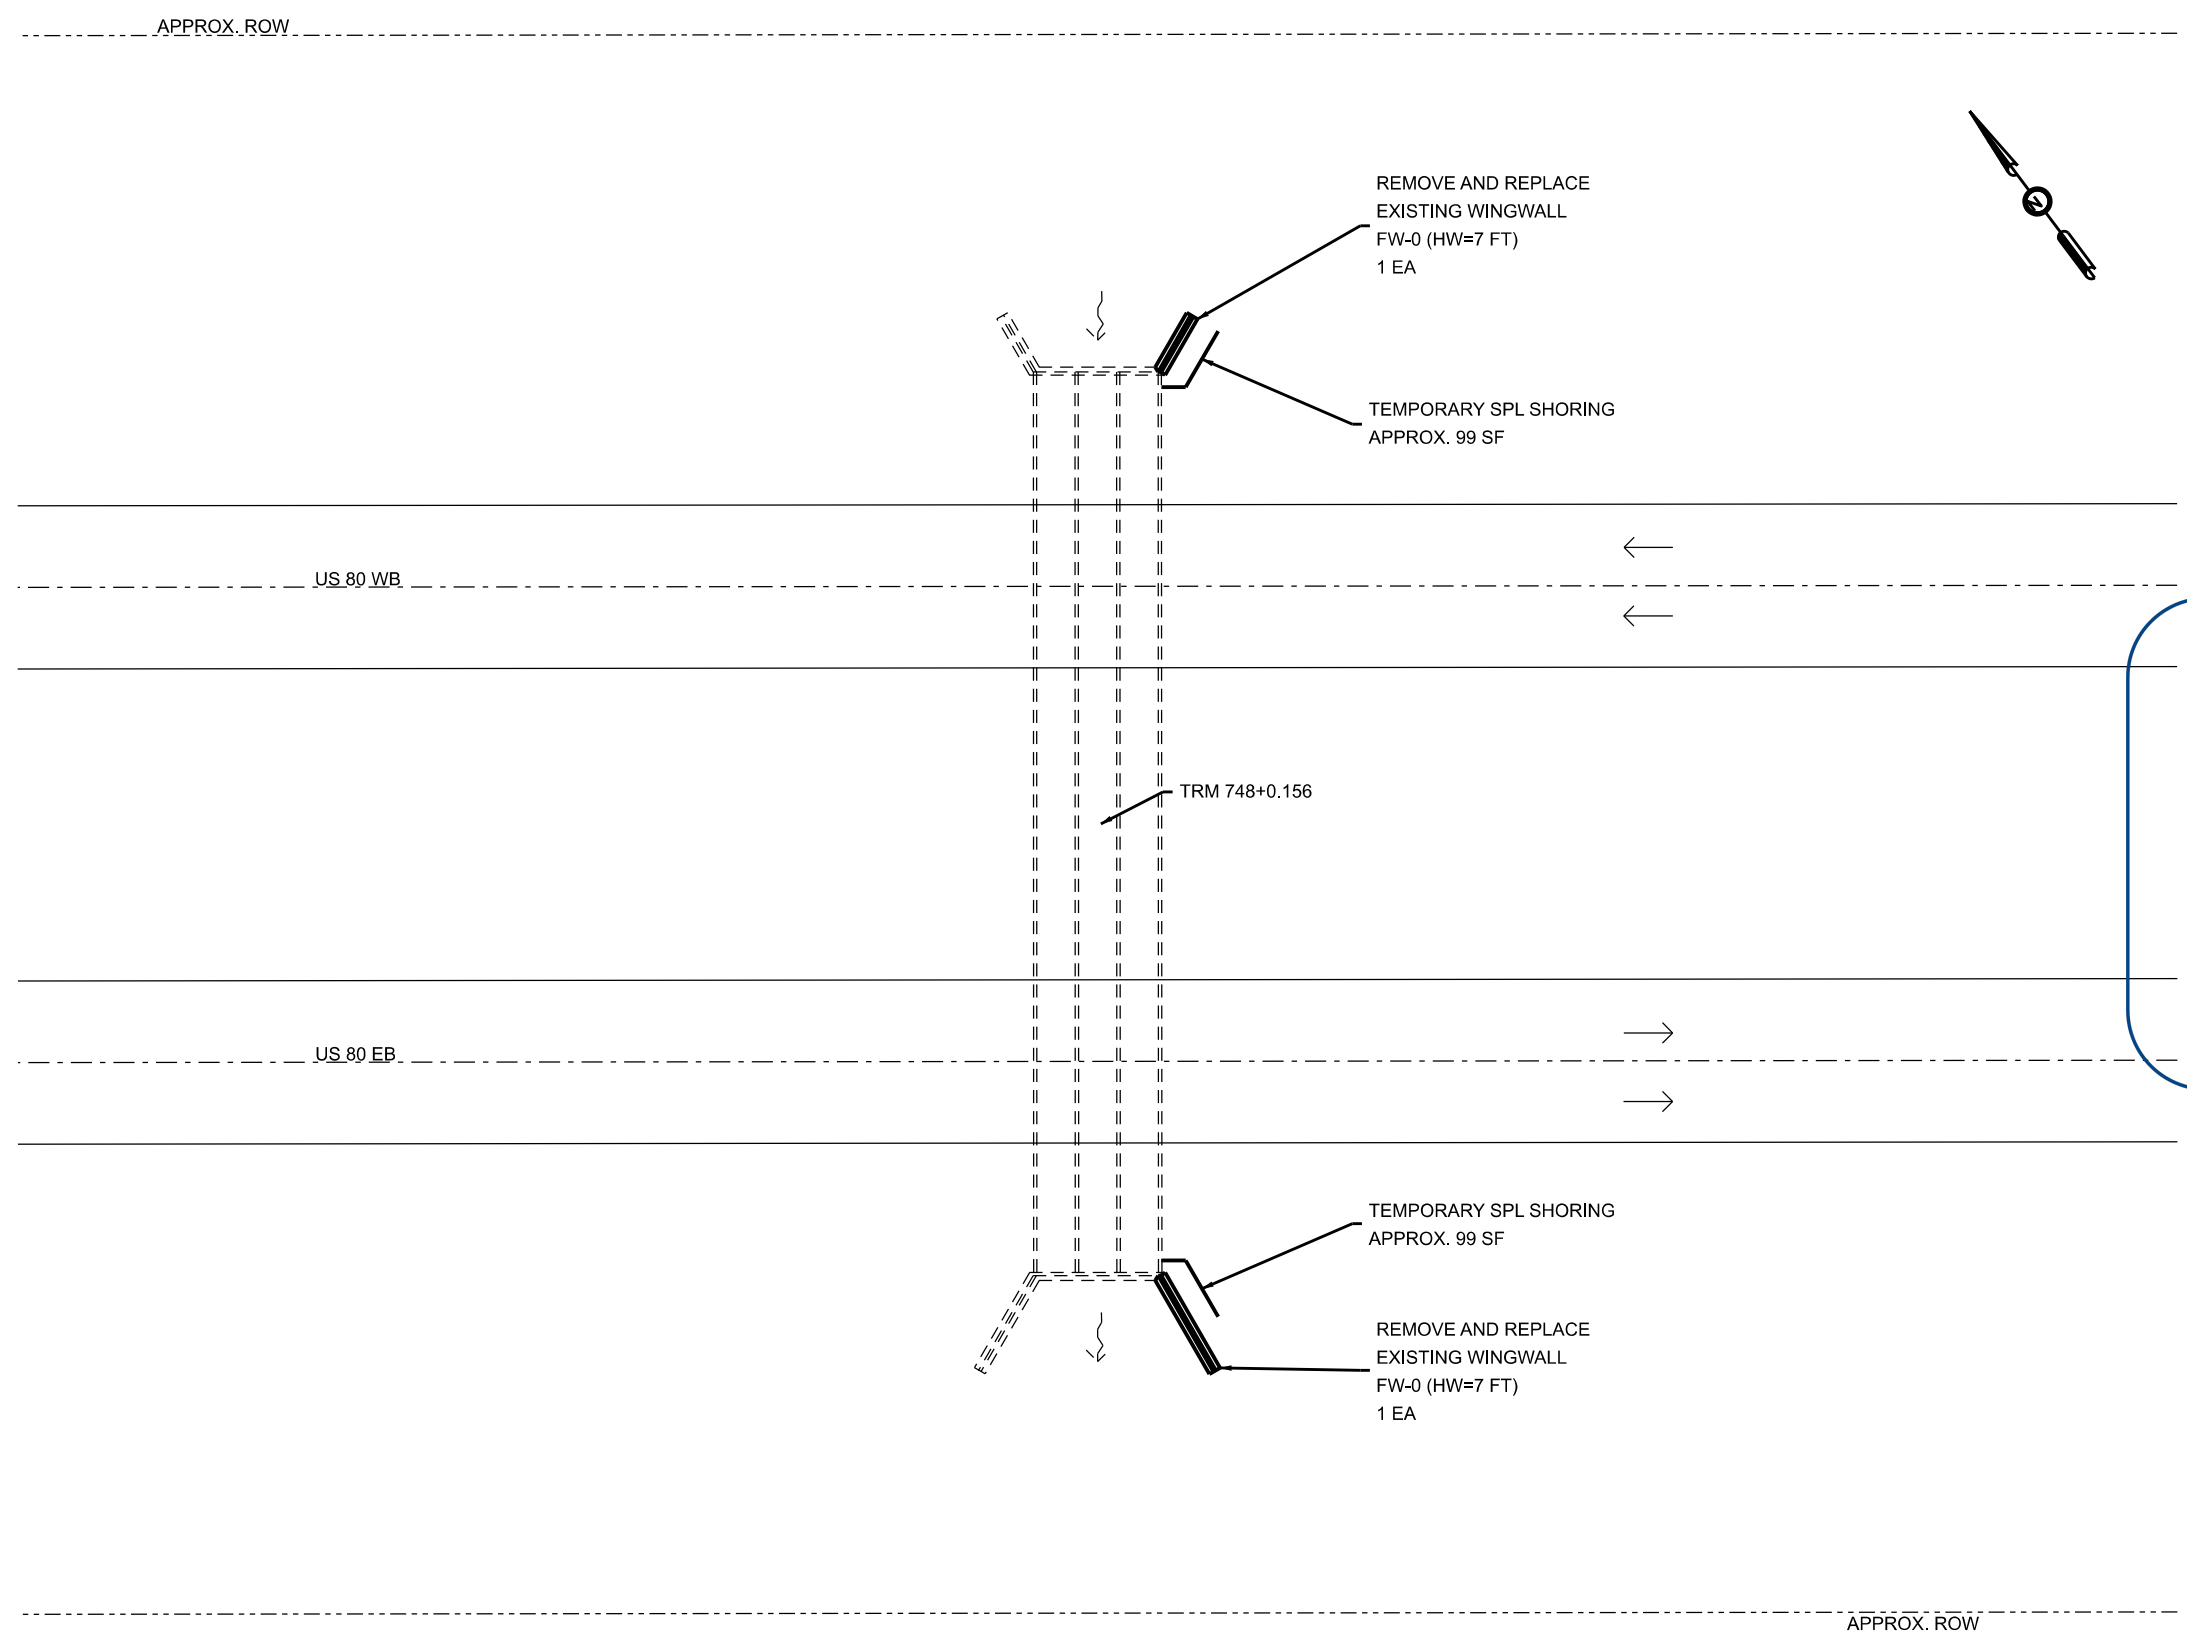 APPROX. ROW
REMOVE AND REPLACE
EXISTING WINGWALL
FW-0 (HW=7 FT)
1 EA
N
TEMPORARY SPL SHORING
APPROX. 99 SF
US 80 WB
TRM 748+0.156
US 80 EB
TEMPORARY SPL SHORING
APPROX. 99 SF
REMOVE AND REPLACE
EXISTING WINGWALL
FW-0 (HW=7 FT)
1 EA
APPROX. ROW